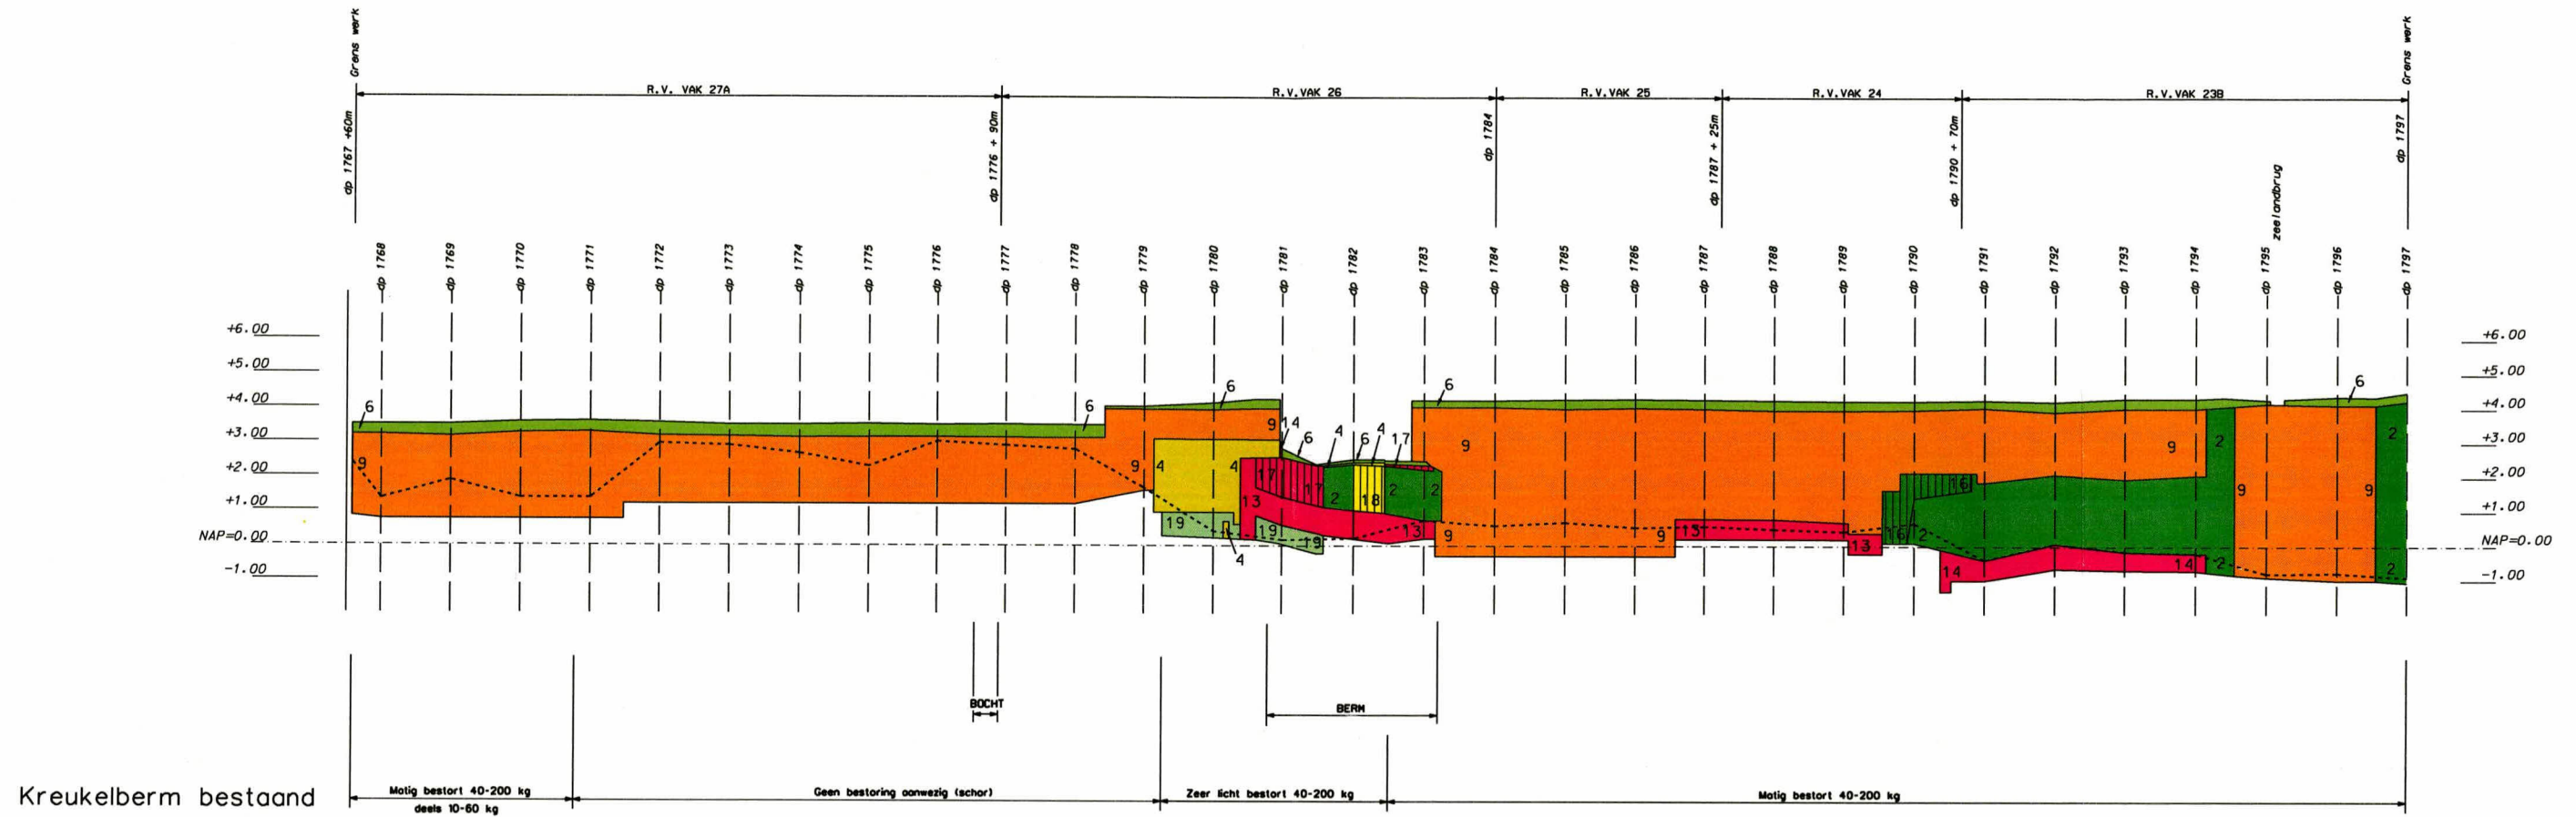 Grens werk
Grens werk
R.V. VAK 27A
R.V.VAK 26
R.V.VAK 25
R.V.VAK 24
R.V.VAK 23B
dp 1767 +60m
dp 1776 + 90m
dp 1784
dp 1787 + 25m
dp 1790 + 70m
dp 1797
zeelandbrug
dp 1768
dp 1769
dp 1770
dp 1771
dp 1772
dp 1773
dp 1774
dp 1775
dp 1776
dp 1777
dp 1778
dp 1779
dp 1780
dp 1781
dp 1782
dp 1783
dp 1784
dp 1785
dp 1786
dp 1787
dp 1788
dp 1789
dp 1790
dp 1791
dp 1792
dp 1793
dp 1794
dp 1795
dp 1796
dp 1797
+6.00
+5.00
+4.00
+3.00
+2.00
+1.00
NAP=0.00
-1.00
+6.00
+5.00
+4.00
+3.00
+2.00
+1.00
NAP=0.00
-1.00
6
6
6
6
6
9
14
6
4
6
4
17
9
9
2
2
9
9
4
4
17
17
13
2
18
2
2
16
9
9
19
4
19
19
13
9
9
13
13
16
2
14
14
2
2
BOCHT
BERM
Kreukelberm bestaand
Matig bestort 40-200 kg
deels 10-60 kg
Geen bestoring aanwezig (schor)
Zeer licht bestort 40-200 kg
Matig bestort 40-200 kg